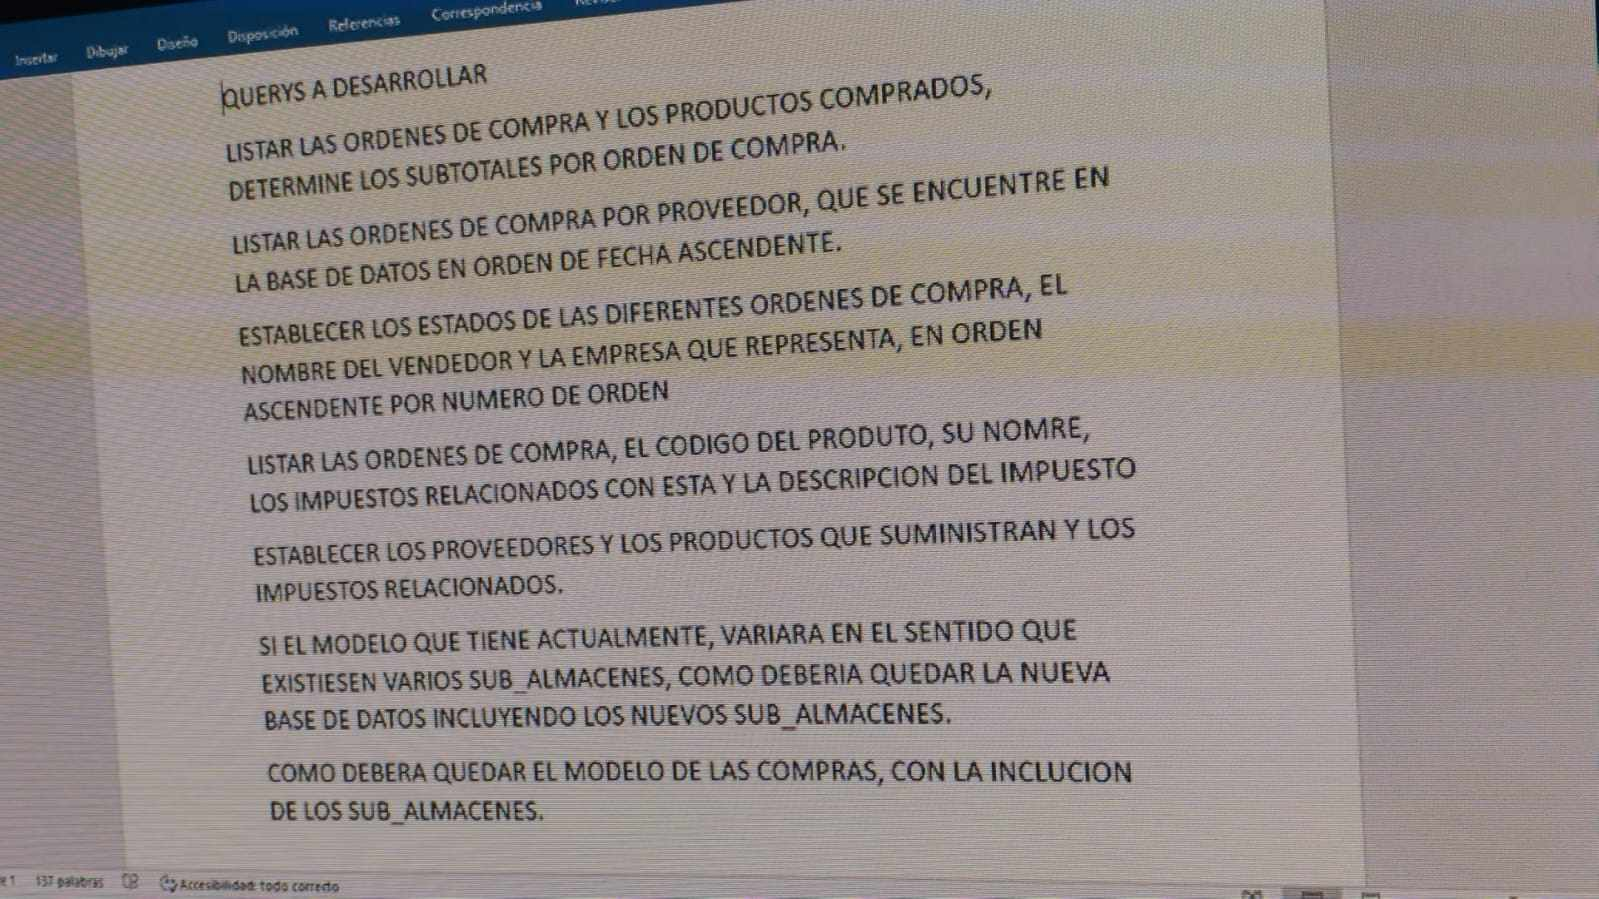 Insertar Dibujar Diseño Disposición Referencias Correspondencia
QUERYS A DESARROLLAR
LISTAR LAS ORDENES DE COMPRA Y LOS PRODUCTOS COMPRADOS,
DETERMINE LOS SUBTOTALES POR ORDEN DE COMPRA.
LISTAR LAS ORDENES DE COMPRA POR PROVEEDOR, QUE SE ENCUENTRE EN
LA BASE DE DATOS EN ORDEN DE FECHA ASCENDENTE.
ESTABLECER LOS ESTADOS DE LAS DIFERENTES ORDENES DE COMPRA, EL
NOMBRE DEL VENDEDOR Y LA EMPRESA QUE REPRESENTA, EN ORDEN
ASCENDENTE POR NUMERO DE ORDEN
LISTAR LAS ORDENES DE COMPRA, EL CODIGO DEL PRODUTO, SU NOMRE,
LOS IMPUESTOS RELACIONADOS CON ESTA Y LA DESCRIPCION DEL IMPUESTO
ESTABLECER LOS PROVEEDORES Y LOS PRODUCTOS QUE SUMINISTRAN Y LOS
IMPUESTOS RELACIONADOS.
SI EL MODELO QUE TIENE ACTUALMENTE, VARIARA EN EL SENTIDO QUE
EXISTIESEN VARIOS SUB_ALMACENES, COMO DEBERIA QUEDAR LA NUEVA
BASE DE DATOS INCLUYENDO LOS NUEVOS SUB_ALMACENES.
COMO DEBERA QUEDAR EL MODELO DE LAS COMPRAS, CON LA INCLUCION
DE LOS SUB_ALMACENES.
1 137 palabras Accesibilidad: todo correcto